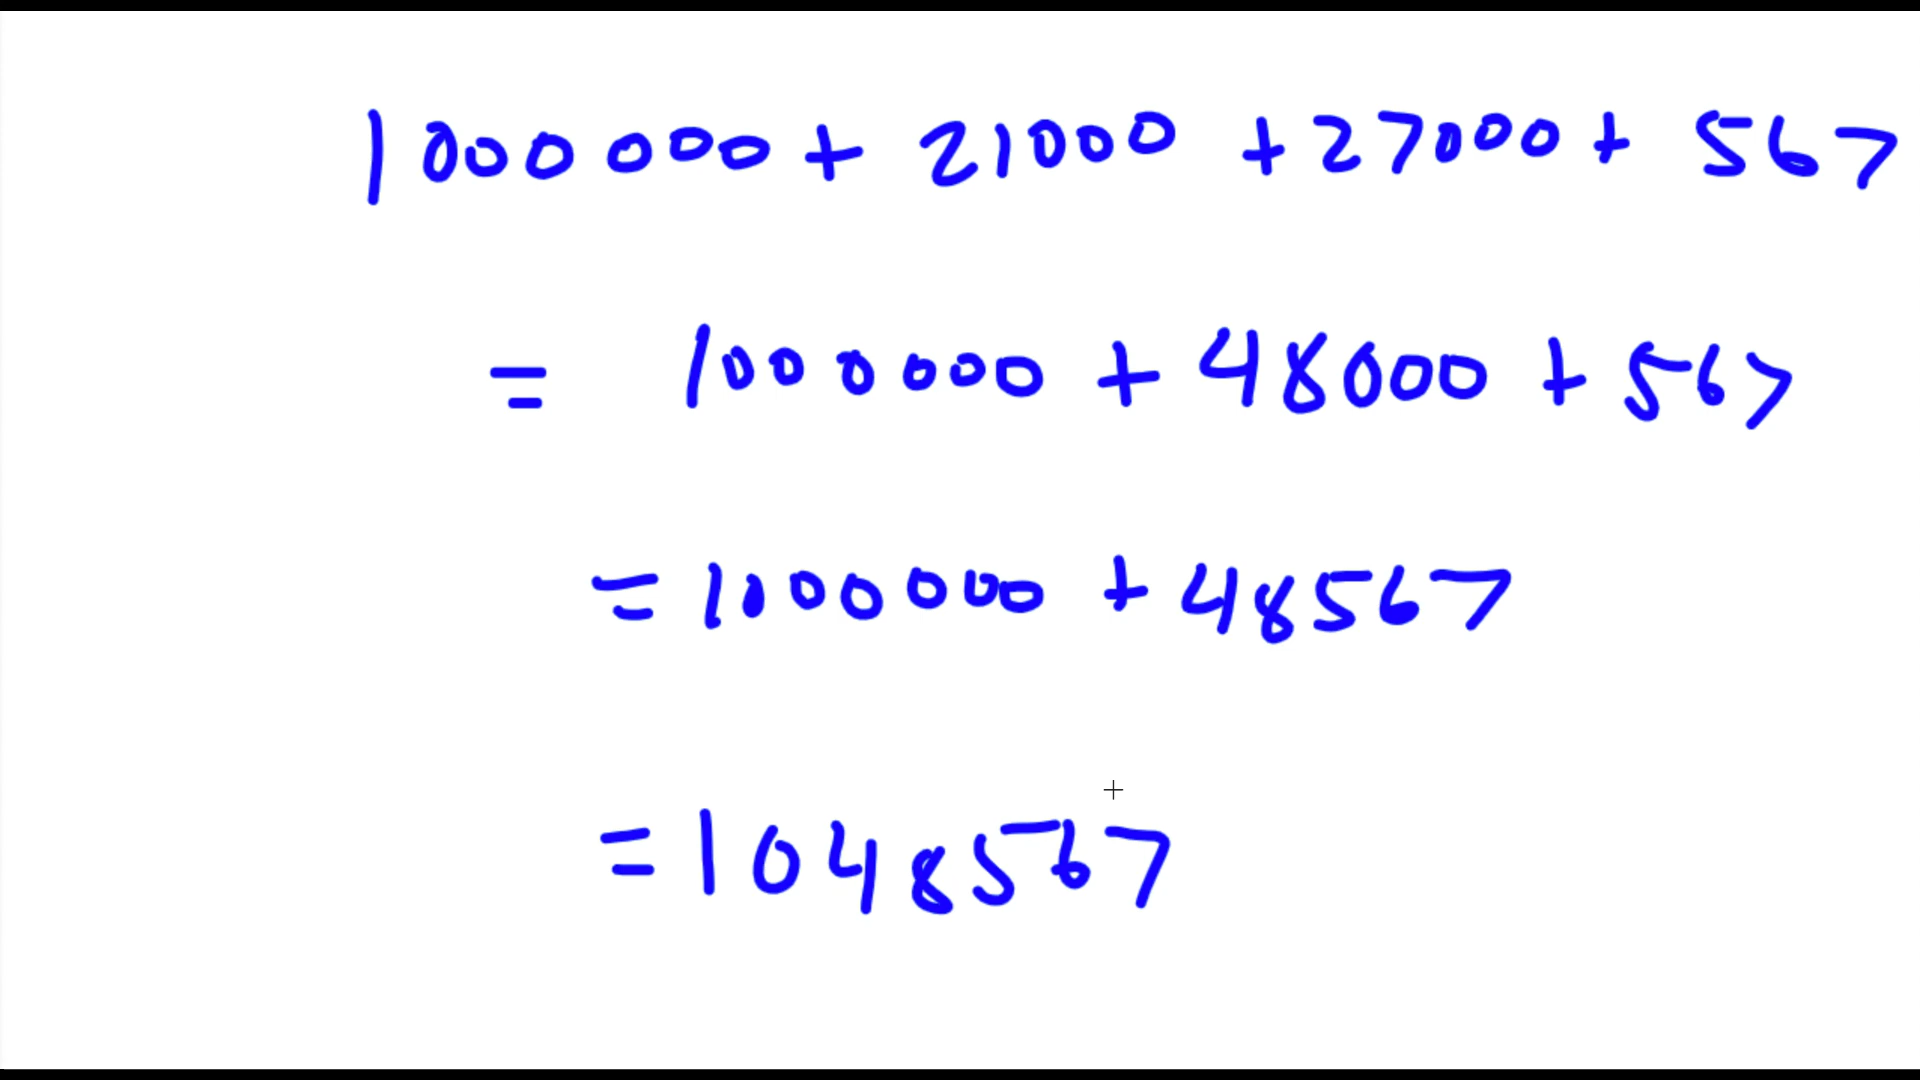 1000000 + 21000 + 27000 + 567
= 1000000 + 48000 + 567
= 1000000 + 48567
= 1048567